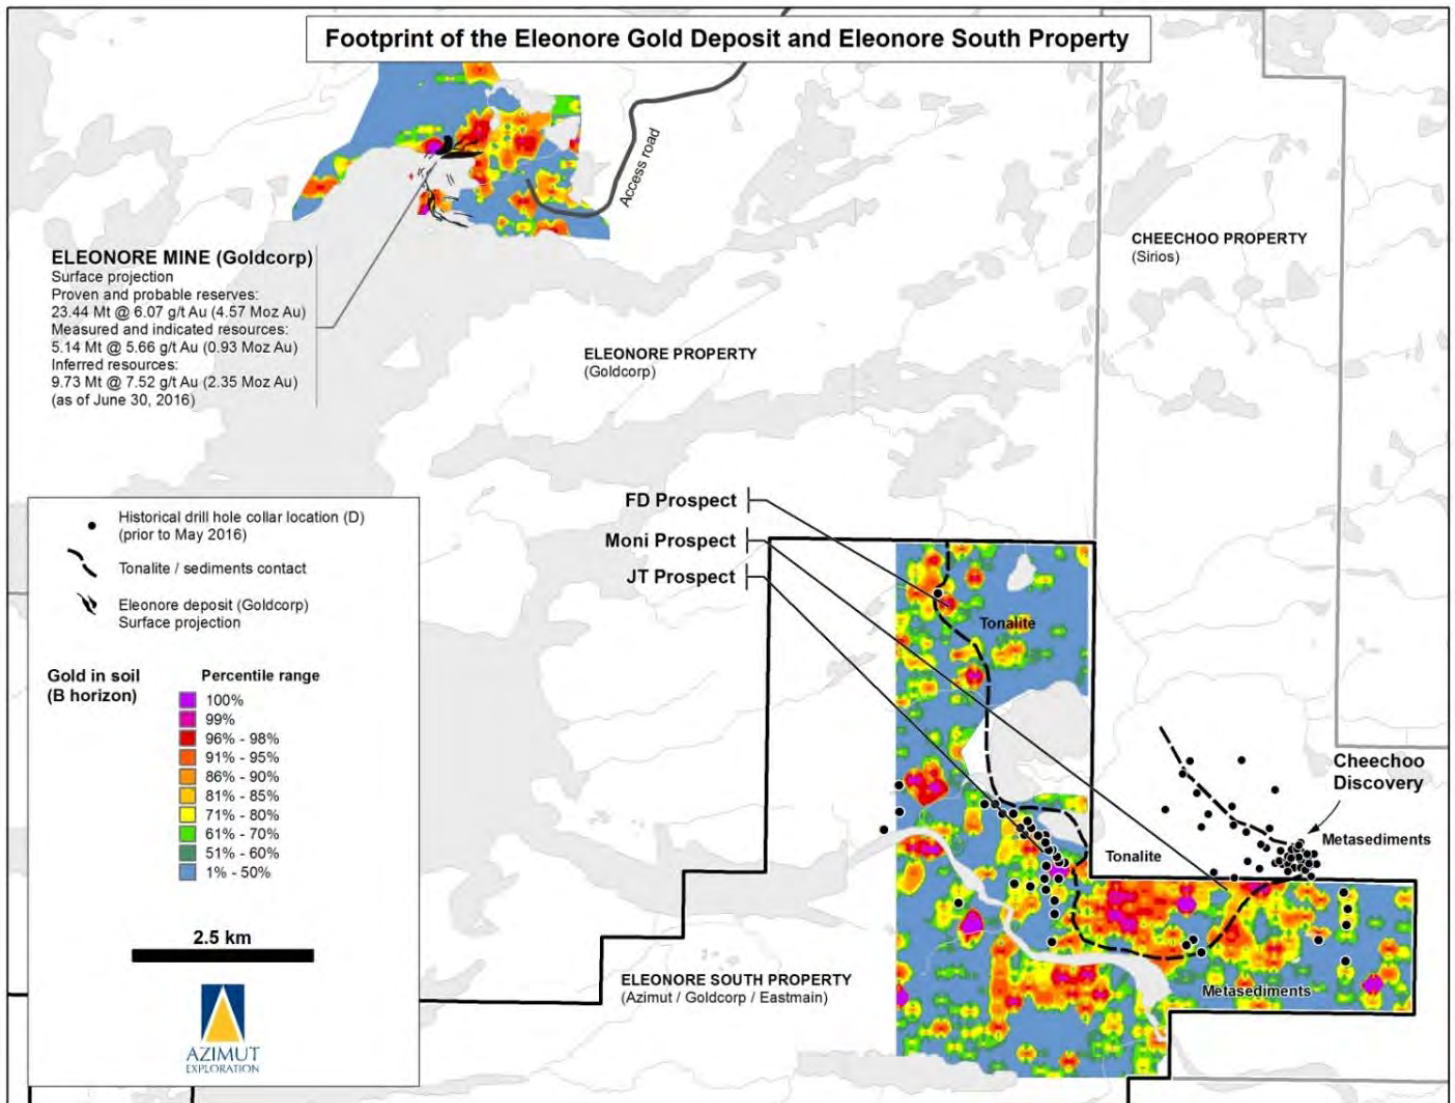 Footprint of the Eleonore Gold Deposit and Eleonore South Property
Access road
ELEONORE MINE (Goldcorp)
Surface projection
Proven and probable reserves:
23.44 Mt @ 6.07 g/t Au (4.57 Moz Au)
Measured and indicated resources:
5.14 Mt @ 5.66 g/t Au (0.93 Moz Au)
Inferred resources:
9.73 Mt @ 7.52 g/t Au (2.35 Moz Au)
(as of June 30, 2016)
CHEECHOO PROPERTY
(Sirios)
ELEONORE PROPERTY
(Goldcorp)
FD Prospect
Moni Prospect
JT Prospect
Tonalite
Cheechoo
Discovery
Metasediments
Tonalite
ELEONORE SOUTH PROPERTY
(Azimut / Goldcorp / Eastmain)
Metasediments
Historical drill hole collar location (D)
(prior to May 2016)
Tonalite / sediments contact
Eleonore deposit (Goldcorp)
Surface projection
Gold in soil
(B horizon)
Percentile range
100%
99%
96% - 98%
91% - 95%
86% - 90%
81% - 85%
71% - 80%
61% - 70%
51% - 60%
1% - 50%
2.5 km
AZIMUT
EXPLORATION